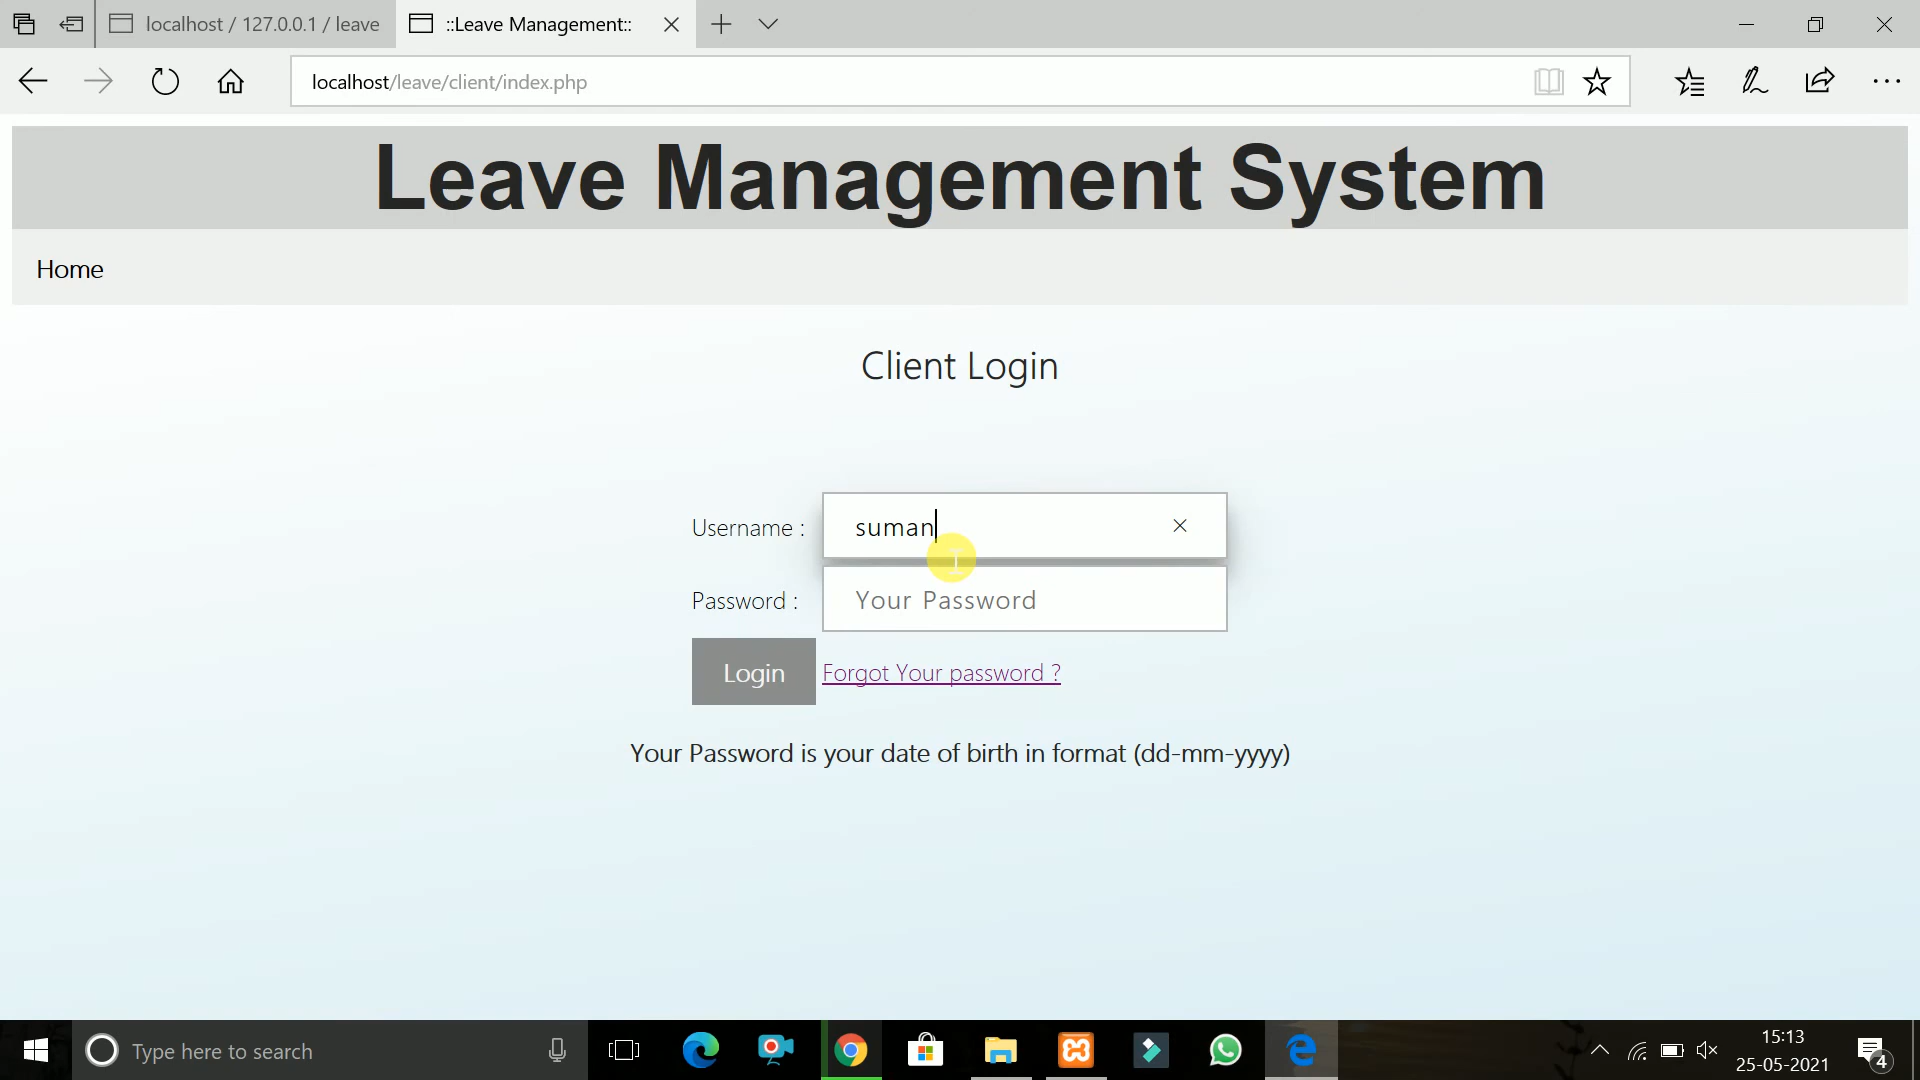 localhost / 127.0.0.1 / leave
::Leave Management::
localhost/leave/client/index.php
Leave Management System
Home
Client Login
Username :
suman
Password :
Your Password
Login
Forgot Your password ?
Your Password is your date of birth in format (dd-mm-yyyy)
Type here to search
15:13
25-05-2021
4